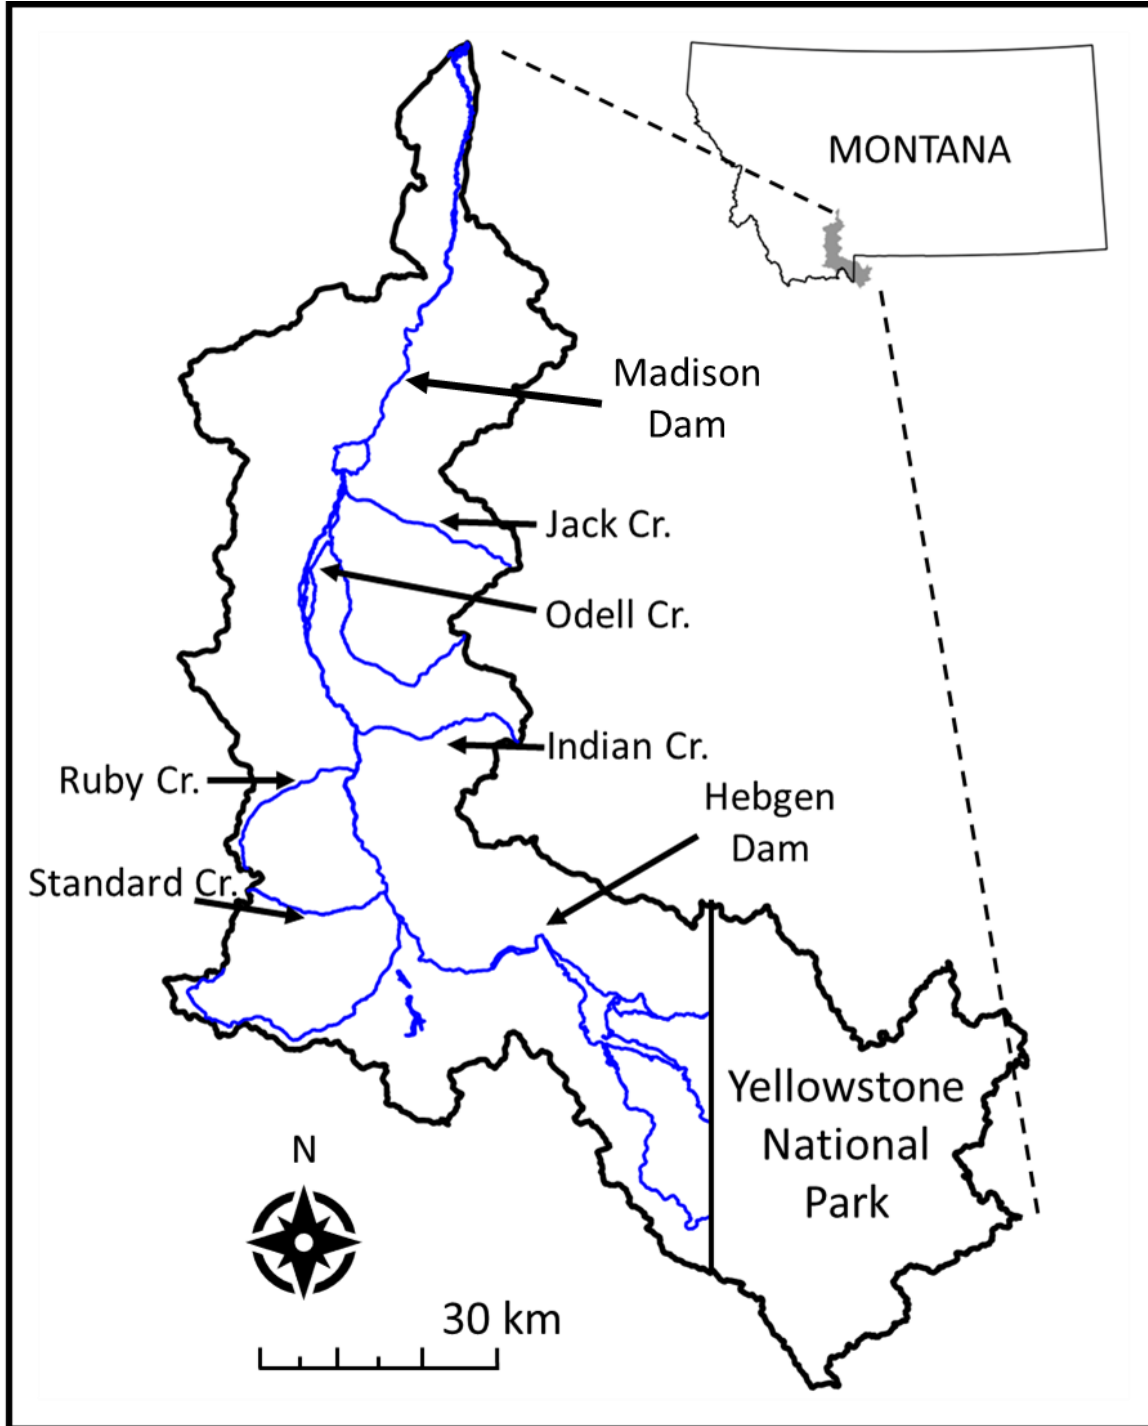 MONTANA
Madison
Dam
Jack Cr.
Odell Cr.
Indian Cr.
Ruby Cr.
Hebgen
Dam
Standard Cr.
Yellowstone
National
Park
N
30 km